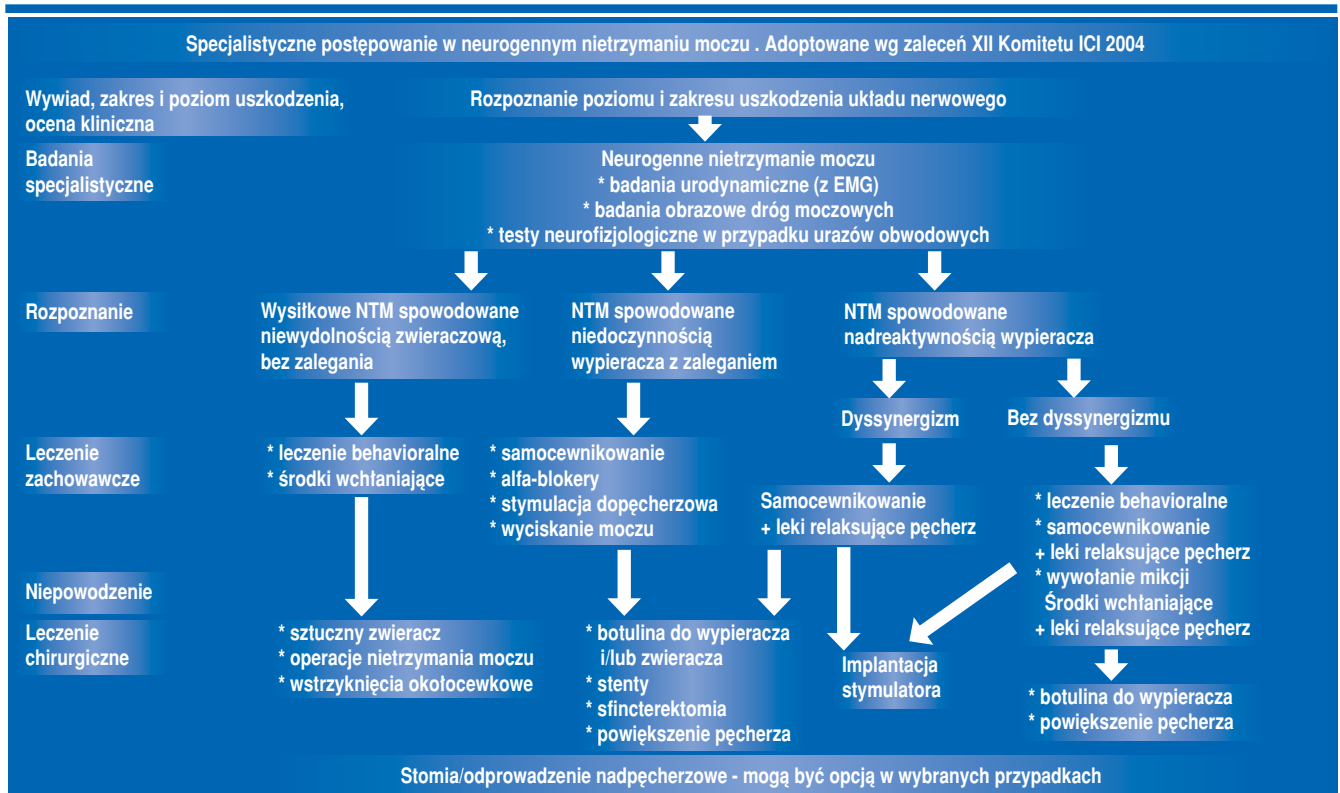 Specjalistyczne postępowanie w neurogennym nietrzymaniu moczu . Adoptowane wg zaleceń XII Komitetu ICI 2004
Wywiad, zakres i poziom uszkodzenia,
ocena kliniczna
Rozpoznanie poziomu i zakresu uszkodzenia układu nerwowego
Badania
specjalistyczne
Neurogenne nietrzymanie moczu
* badania urodynamiczne (z EMG)
* badania obrazowe dróg moczowych
* testy neurofizjologiczne w przypadku urazów obwodowych
Rozpoznanie
Wysiłkowe NTM spowodowane
niewydolnością zwieraczową,
bez zalegania
NTM spowodowane
niedoczynnością
wypieracza z zaleganiem
NTM spowodowane
nadreaktywnością wypieracza
Dyssynergizm
Bez dyssynergizmu
Leczenie
zachowawcze
* leczenie behavioralne
* środki wchłaniające
* samocewnikowanie
* alfa-blokery
* stymulacja dopęcherzowa
* wyciskanie moczu
Samocewnikowanie
+ leki relaksujące pęcherz
* leczenie behavioralne
* samocewnikowanie
+ leki relaksujące pęcherz
* wywołanie mikcji
Środki wchłaniające
+ leki relaksujące pęcherz
Niepowodzenie
Leczenie
chirurgiczne
* sztuczny zwieracz
* operacje nietrzymania moczu
* wstrzyknięcia okołocewkowe
* botulina do wypieracza
i/lub zwieracza
* stenty
* sfincterektomia
* powiększenie pęcherza
Implantacja
stymulatora
* botulina do wypieracza
* powiększenie pęcherza
Stomia/odprowadzenie nadpęcherzowe - mogą być opcją w wybranych przypadkach